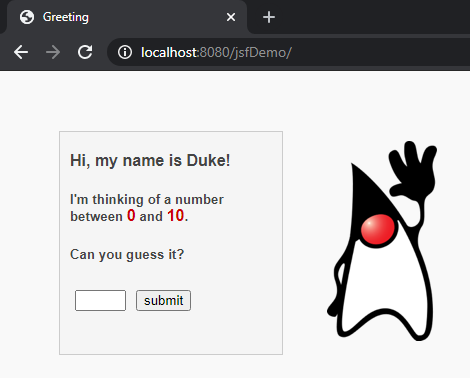 Greeting
localhost:8080/jsfDemo/
Hi, my name is Duke!
I'm thinking of a number
between 0 and 10.
Can you guess it?
submit